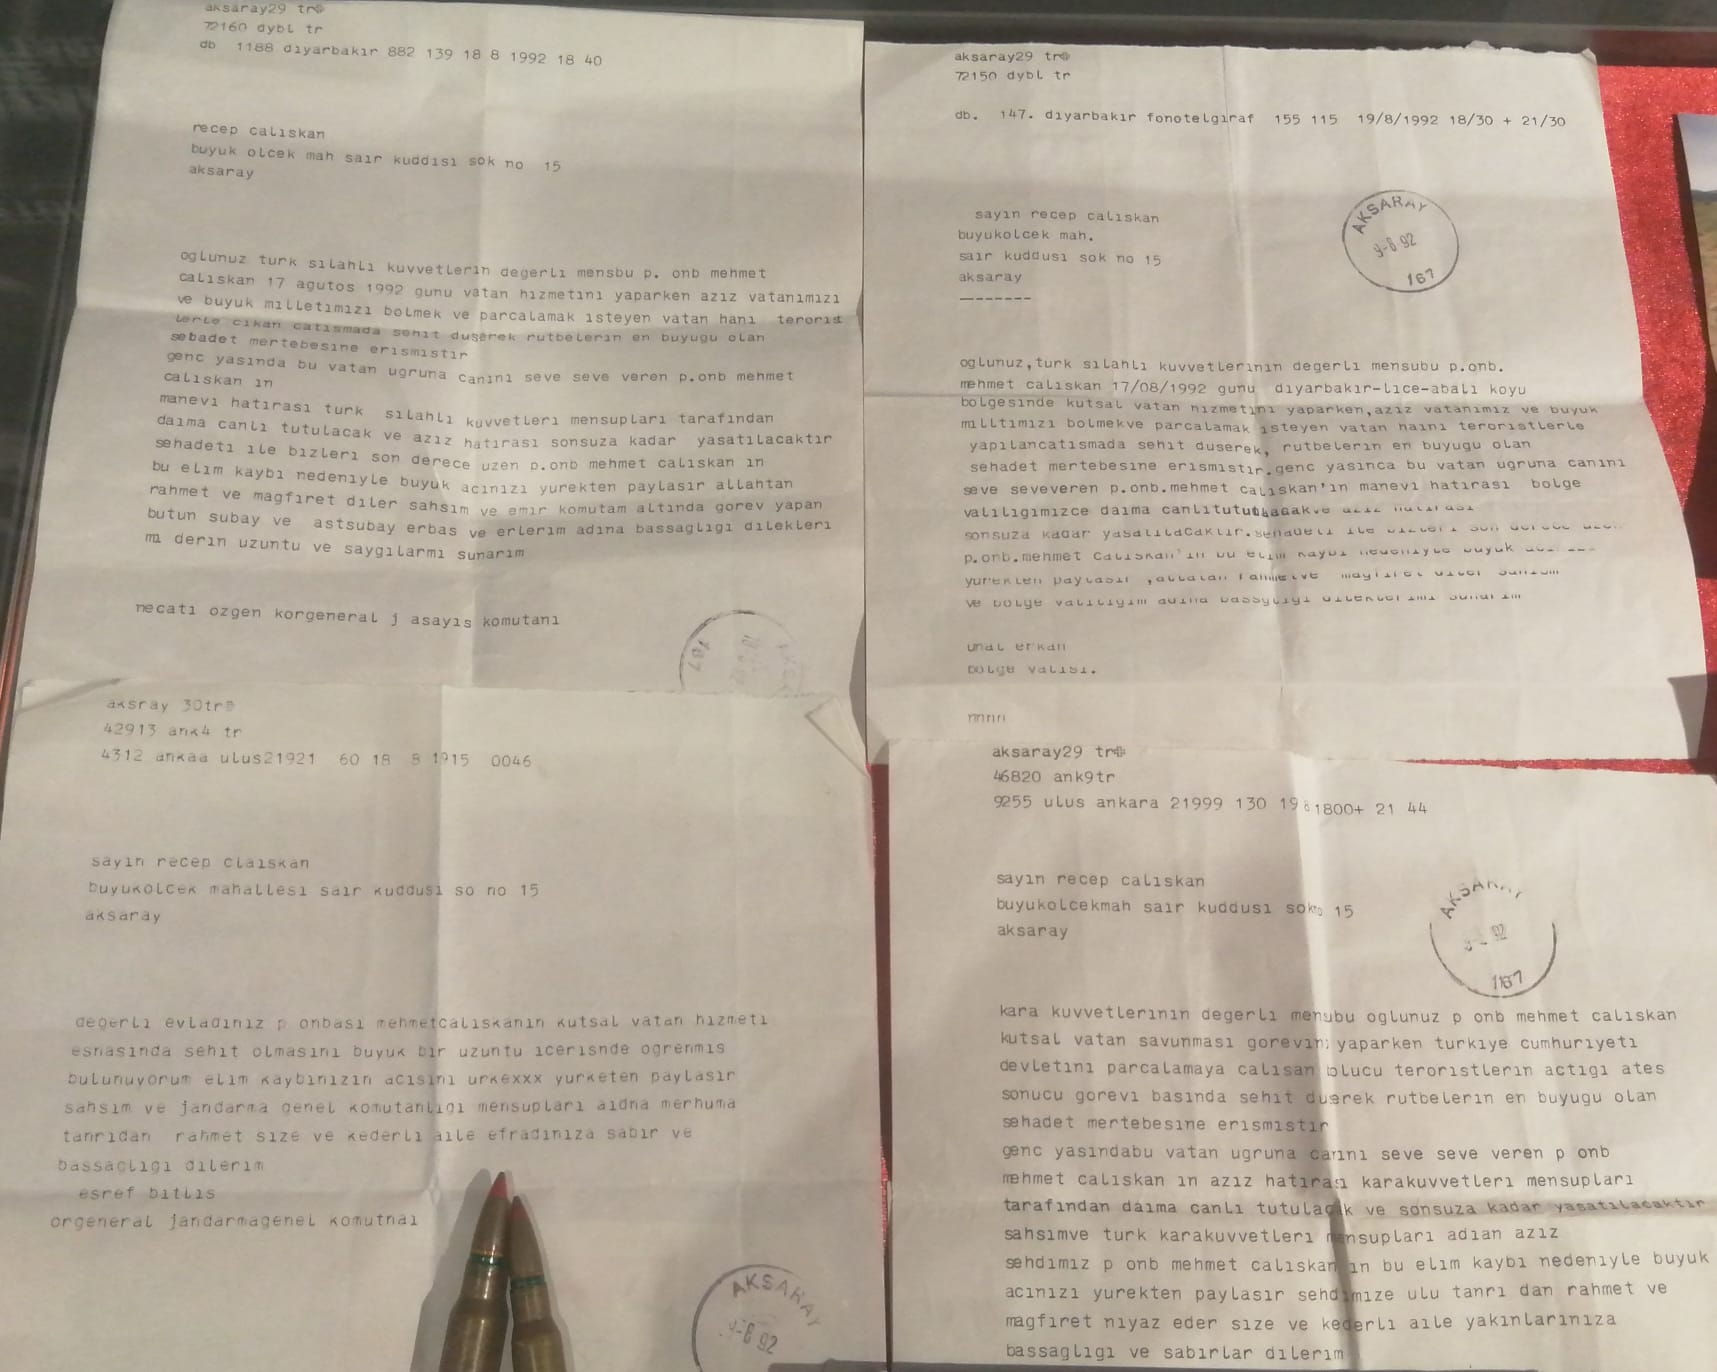 aksaray29 tr
72160 dybl tr
db 1188 dıyarbakır 882 139 18 8 1992 18 40
recep calıskan
buyuk olcek mah saır kuddısı sok no 15
aksaray
oglunuz turk sılahlı kuvvetlerın degerlı mensbu p. onb mehmet
calıskan 17 agutos 1992 gunu vatan hızmetını yaparken azız vatanımızı
ve buyuk mılletımızı bolmek ve parcalamak ısteyen vatan hanı terorıst
lerle cıkan catısmada sehıt duserek rutbelerın en buyugu olan
sebadet mertebesıne erısmıstır
genc yasında bu vatan ugruna canını seve seve veren p.onb mehmet
calıskan ın
manevı hatırası turk sılahlı kuvvetlerı mensupları tarafından
daıma canlı tutulacak ve azız hatırası sonsuza kadar yasatılacaktır
sehadetı ıle bızlerı son derece uzen p.onb mehmet calıskan ın
bu elım kaybı nedenıyle buyuk acınızı yurekten paylasır allahtan
rahmet ve magfıret dıler sahsım ve emır komutam altında gorev yapan
butun subay ve astsubay erbas ve erlerım adına bassaglıgı dıleklerı
mı derın uzuntu ve saygılarmı sunarım
necatı ozgen korgeneral j asayıs komutanı
167
aksaray29 tr
72150 dybl tr
db. 147. dıyarbakır fonotelgıraf 155 115 19/8/1992 18/30 + 21/30
AKSARAY
9-8 92
167
sayın recep calıskan
buyukolcek mah.
saır kuddusı sok no 15
aksaray
-------
oglunuz,turk sılahlı kuvvetlerının degerlı mensubu p.onb.
mehmet calıskan 17/08/1992 gunu dıyarbakır-lıce-abalı koyu
bolgesınde kutsal vatan hızmetını yaparken,azız vatanımız ve buyuk
mılltımızı bolmekve parcalamak ısteyen vatan haını terorıstlerle
yapılancatısmada sehıt duserek, rutbelerın en buyugu olan
sehadet mertebesıne erısmıstır.genc yasınca bu vatan ugruna canını
seve seveveren p.onb.mehmet calıskan'ın manevı hatırası bolge
valılıgımızce daıma canlı ve azız hatırası
sonsuza kadar yasatılacaktır.sehadetı ıle bızlerı son derece uzen
p.onb.mehmet calıskan'ın bu elım kaybı nedenıyle buyuk
yurekten paylasır ,allatan rahmetve magfıret dıler sahsım
ve bolge valılıgım adına dıleklerımı sunarım
unal erkan
bolge valısı.
nnnn
aksray 30tr
42913 ank4 tr
4312 ankaa ulus21921 60 18 8 1915 0046
sayın recep claıskan
buyukolcek mahallesı saır kuddusı so no 15
aksaray
degerlı evladınız p onbası mehmetcalıskanın kutsal vatan hızmetı
esnasında sehıt olmasını buyuk bır uzuntu ıcerısnde ogrenmıs
bulunuyorum elım kaybınızın acısını urkexxx yurketen paylasır
sahsım ve jandarma genel komutanlıgı mensupları aıdna merhuma
tanrıdan rahmet sıze ve kederlı aıle efradınıza sabır ve
bassaglıgı dılerım
esref bıtlıs
orgeneral jandarmagenel komutnaı
AKSARAY
9-8 92
aksaray29 tr
46820 ank9tr
9255 ulus ankara 21999 130 19 8 1800+ 21 44
AKSARAY
92
167
sayın recep calıskan
buyukolcekmah saır kuddusı sokno 15
aksaray
kara kuvvetlerının degerlı menubu oglunuz p onb mehmet calıskan
kutsal vatan savunması gorevını yaparken turkıye cumhurıyetı
devletını parcalamaya calısan blucu terorıstlerın actıgı ates
sonucu gorevı basında sehıt duerek rutbelerın en buyugu olan
sehadet mertebesıne erısmıstır
genc yasındabu vatan ugruna canını seve seve veren p onb
mehmet calıskan ın azız hatırası karakuvvetlerı mensupları
tarafından daıma canlı tutulacık ve sonsuza kadar yasatılacaktır
sahsımve turk karakuvvetlerı mensupları adıan azız
sehdımız p onb mehmet calıskan ın bu elım kaybı nedenıyle buyuk
acınızı yurekten paylasır sehdımıze ulu tanrı dan rahmet ve
magfıret nıyaz eder sıze ve kederlı aıle yakınlarınıza
bassaglıgı ve sabırlar dılerım